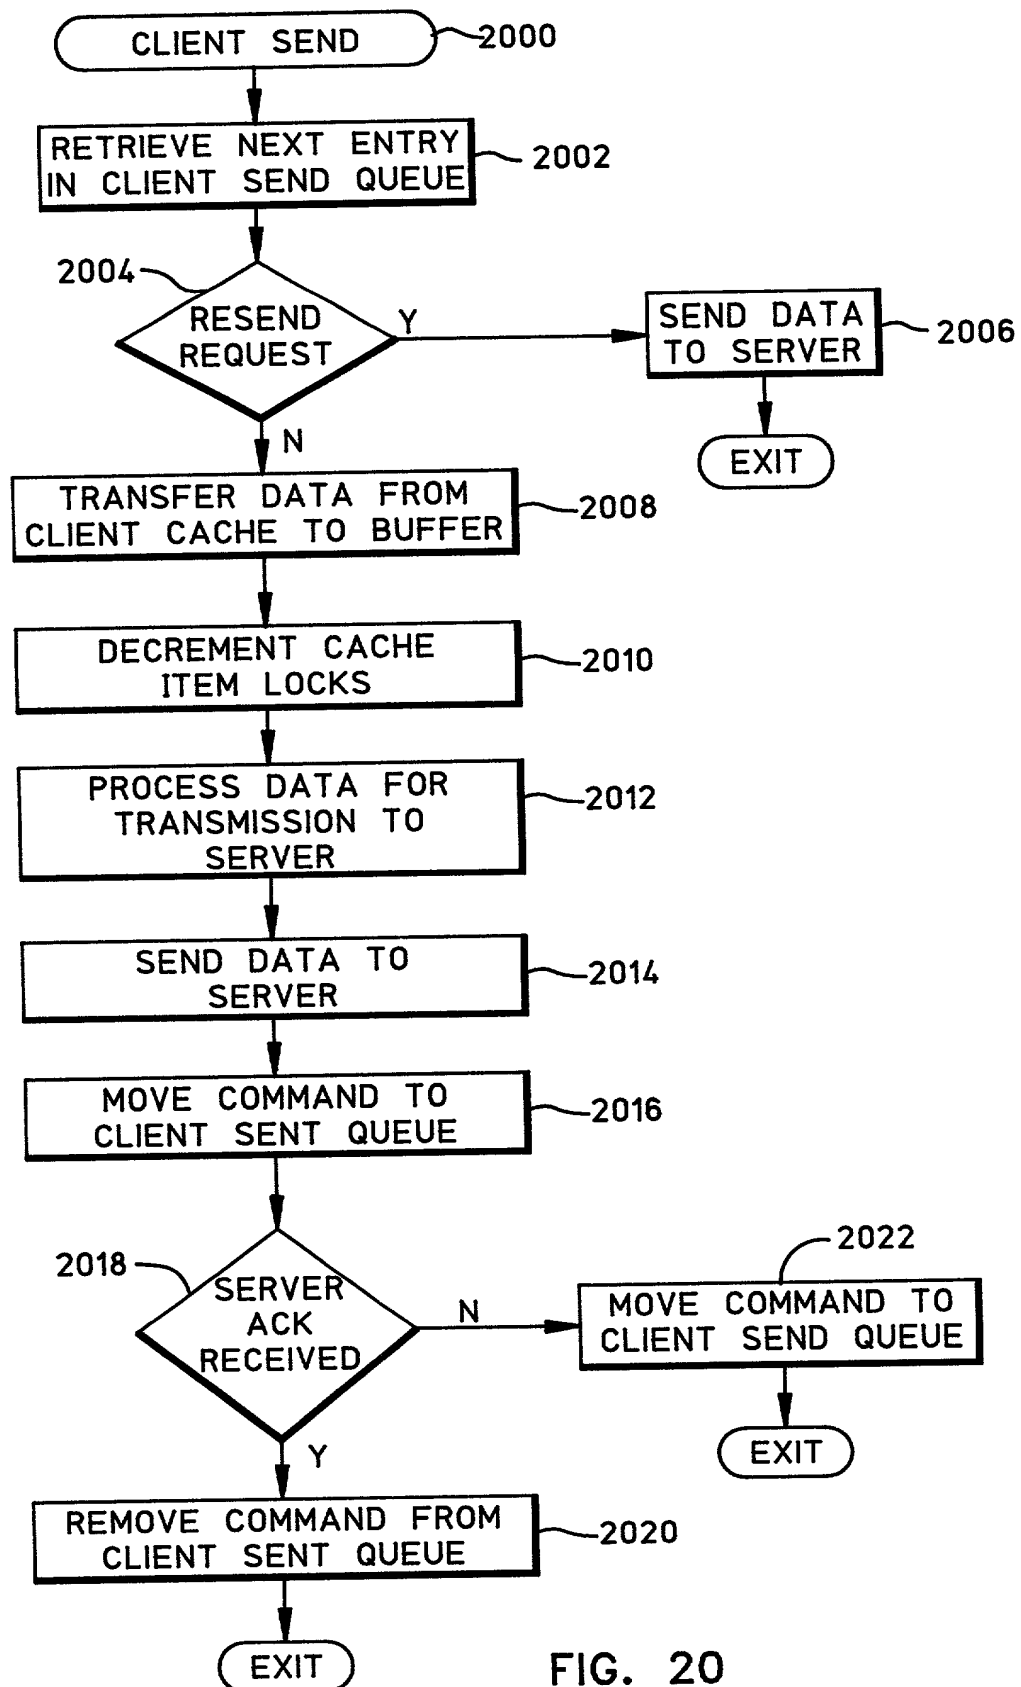 CLIENT SEND
2000
RETRIEVE NEXT ENTRY
IN CLIENT SEND QUEUE
2002
2004
RESEND
REQUEST
Y
SEND DATA
TO SERVER
2006
EXIT
N
TRANSFER DATA FROM
CLIENT CACHE TO BUFFER
2008
DECREMENT CACHE
ITEM LOCKS
2010
PROCESS DATA FOR
TRANSMISSION TO
SERVER
2012
SEND DATA TO
SERVER
2014
MOVE COMMAND TO
CLIENT SENT QUEUE
2016
2018
SERVER
ACK
RECEIVED
N
2022
MOVE COMMAND TO
CLIENT SEND QUEUE
EXIT
Y
REMOVE COMMAND FROM
CLIENT SENT QUEUE
2020
EXIT
FIG. 20